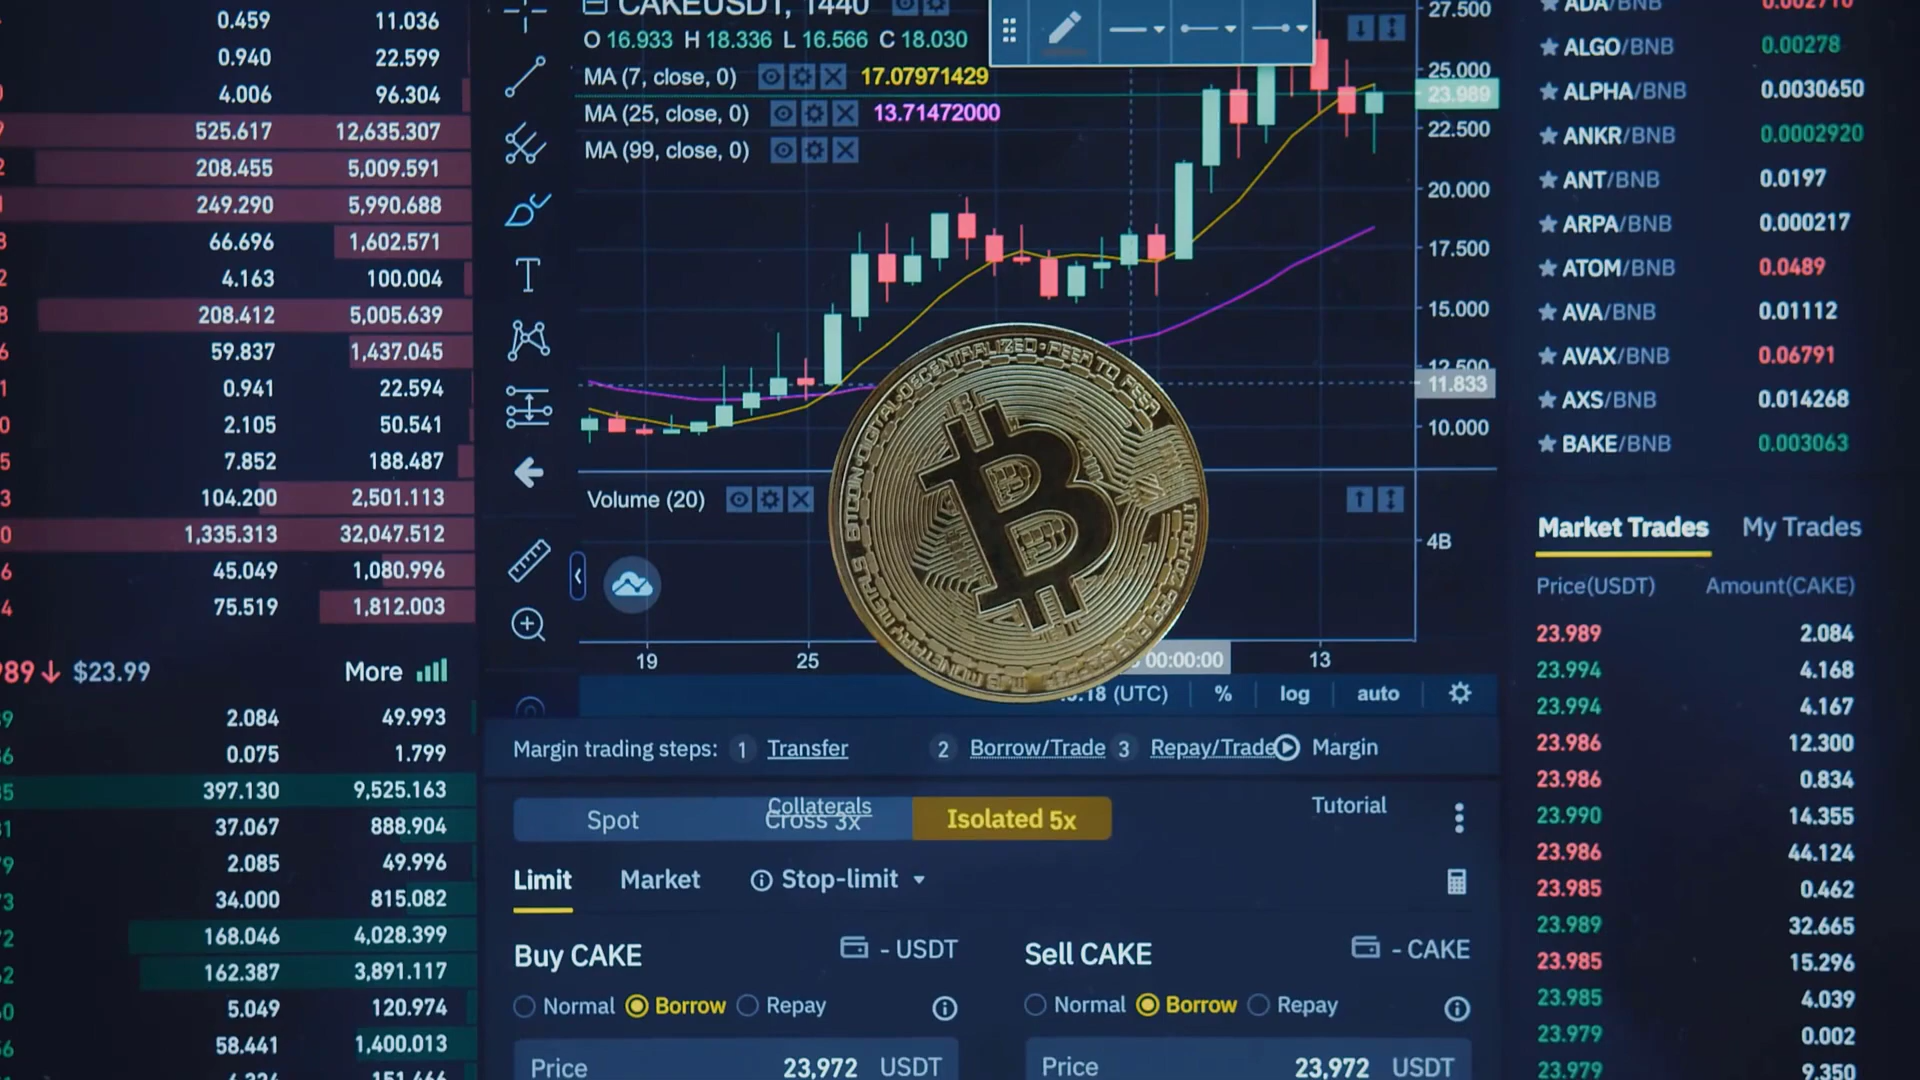 0.459 11.036
0.940 22.599
4.006 96.304
525.617 12,635.307
208.455 5,009.591
249.290 5,990.688
66.696 1,602.571
4.163 100.004
208.412 5,005.639
59.837 1,437.045
0.941 22.594
2.105 50.541
7.852 188.487
104.200 2,501.113
1,335.313 32,047.512
45.049 1,080.996
75.519 1,812.003
989↓ $23.99 More
2.084 49.993
0.075 1.799
397.130 9,525.163
37.067 888.904
2.085 49.996
34.000 815.082
168.046 4,028.399
162.387 3,891.117
5.049 120.974
58.441 1,400.013
CAKEUSDT, 1440
O 16.933 H 18.336 L 16.566 C 18.030
MA (7, close, 0) 17.07971429
MA (25, close, 0) 13.71472000
MA (99, close, 0)
27.500
25.000
23.989
22.500
20.000
17.500
15.000
12.500
11.833
10.000
Volume (20)
4B
19 25 00:00:00 13
(UTC) % log auto
BITCOIN·DIGITAL·DECENTRALIZED·PEER TO PEER
Margin trading steps: 1 Transfer 2 Borrow/Trade 3 Repay/Trade Margin
Collaterals Tutorial
Spot Cross 3x Isolated 5x
Limit Market Stop-limit
Buy CAKE - USDT
Normal Borrow Repay
Price 23,972 USDT
Sell CAKE - CAKE
Normal Borrow Repay
Price 23,972 USDT
ADA/BNB 0.002710
ALGO/BNB 0.00278
ALPHA/BNB 0.0030650
ANKR/BNB 0.0002920
ANT/BNB 0.0197
ARPA/BNB 0.000217
ATOM/BNB 0.0489
AVA/BNB 0.01112
AVAX/BNB 0.06791
AXS/BNB 0.014268
BAKE/BNB 0.003063
Market Trades My Trades
Price(USDT) Amount(CAKE)
23.989 2.084
23.994 4.168
23.994 4.167
23.986 12.300
23.986 0.834
23.990 14.355
23.986 44.124
23.985 0.462
23.989 32.665
23.985 15.296
23.985 4.039
23.979 0.002
23.979 9.350